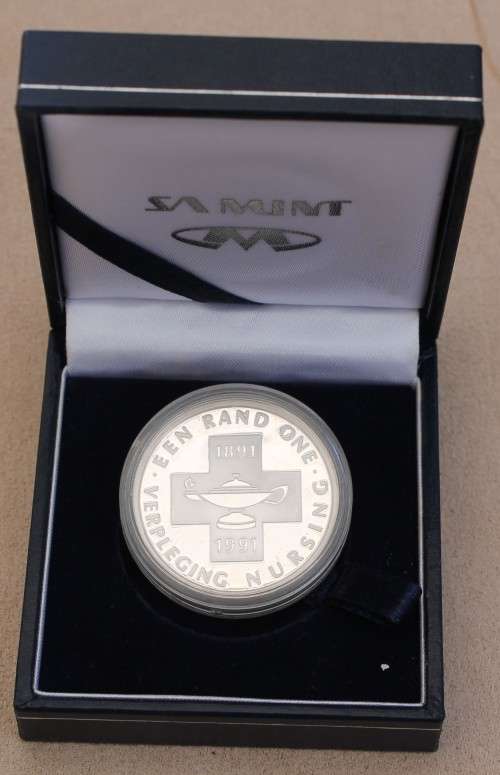 SA MINT
· EEN RAND ONE ·
1891
1991
VERPLEGING NURSING